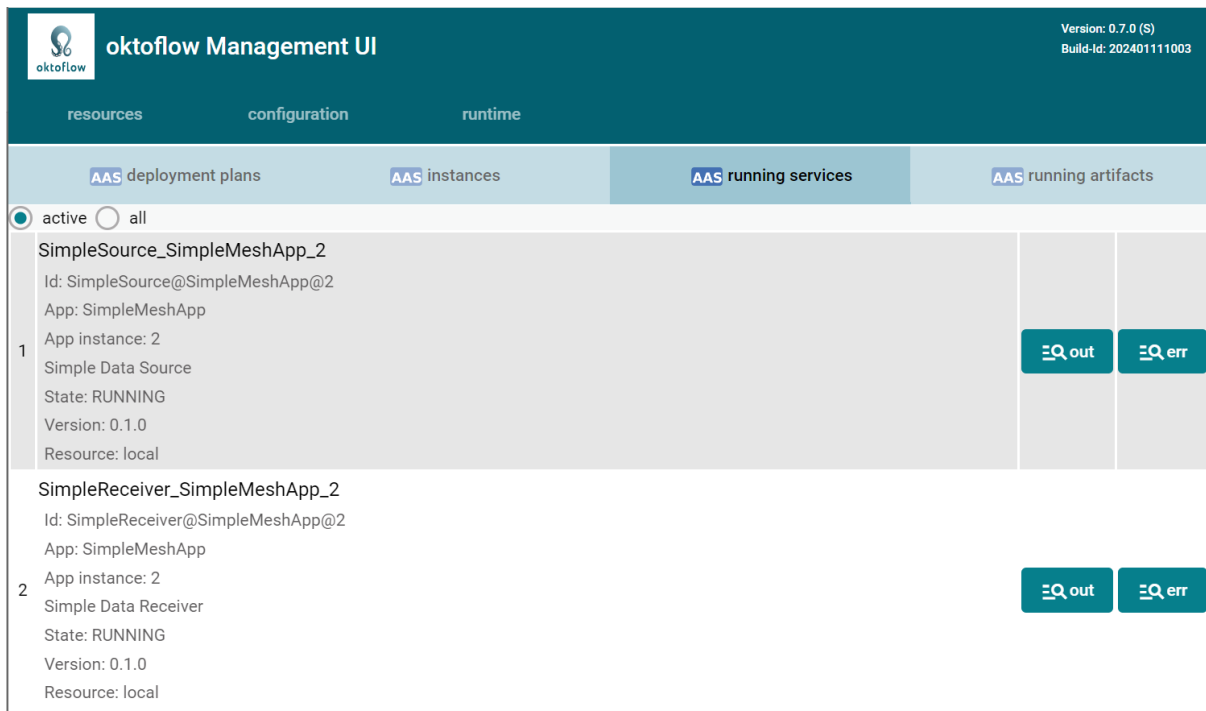 oktoflow
oktoflow Management UI
Version: 0.7.0 (S)
Build-Id: 202401111003
resources configuration runtime
AAS deployment plans AAS instances AAS running services AAS running artifacts
active all
SimpleSource_SimpleMeshApp_2
Id: SimpleSource@SimpleMeshApp@2
App: SimpleMeshApp
App instance: 2
1 out err
Simple Data Source
State: RUNNING
Version: 0.1.0
Resource: local
SimpleReceiver_SimpleMeshApp_2
Id: SimpleReceiver@SimpleMeshApp@2
App: SimpleMeshApp
App instance: 2
2 out err
Simple Data Receiver
State: RUNNING
Version: 0.1.0
Resource: local